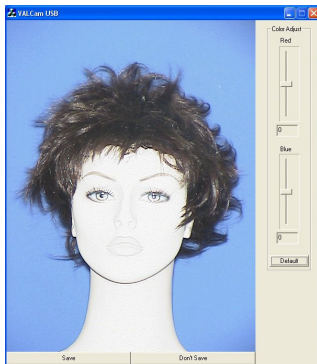 VALCam USB
Color Adjust
Red
0
Blue
0
Default
Save
Don't Save